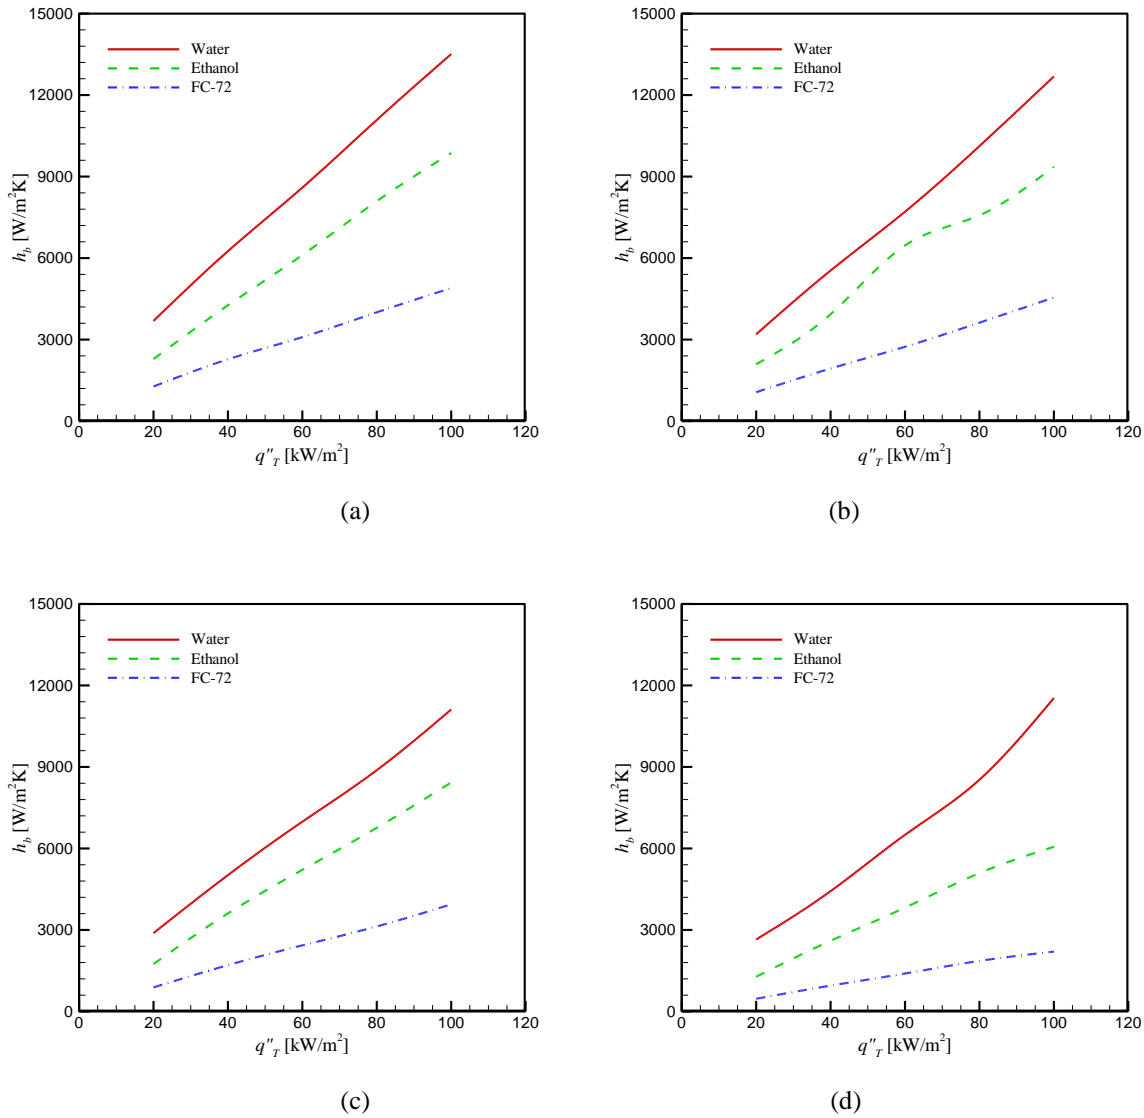 15000
12000
9000
6000
3000
0
h_b [W/m²K]
Water
Ethanol
FC-72
0 20 40 60 80 100 120
q"_T [kW/m²]
(a)
15000
12000
9000
6000
3000
0
h_b [W/m²K]
Water
Ethanol
FC-72
0 20 40 60 80 100 120
q"_T [kW/m²]
(b)
15000
12000
9000
6000
3000
0
h_b [W/m²K]
Water
Ethanol
FC-72
0 20 40 60 80 100 120
q"_T [kW/m²]
(c)
15000
12000
9000
6000
3000
0
h_b [W/m²K]
Water
Ethanol
FC-72
0 20 40 60 80 100 120
q"_T [kW/m²]
(d)